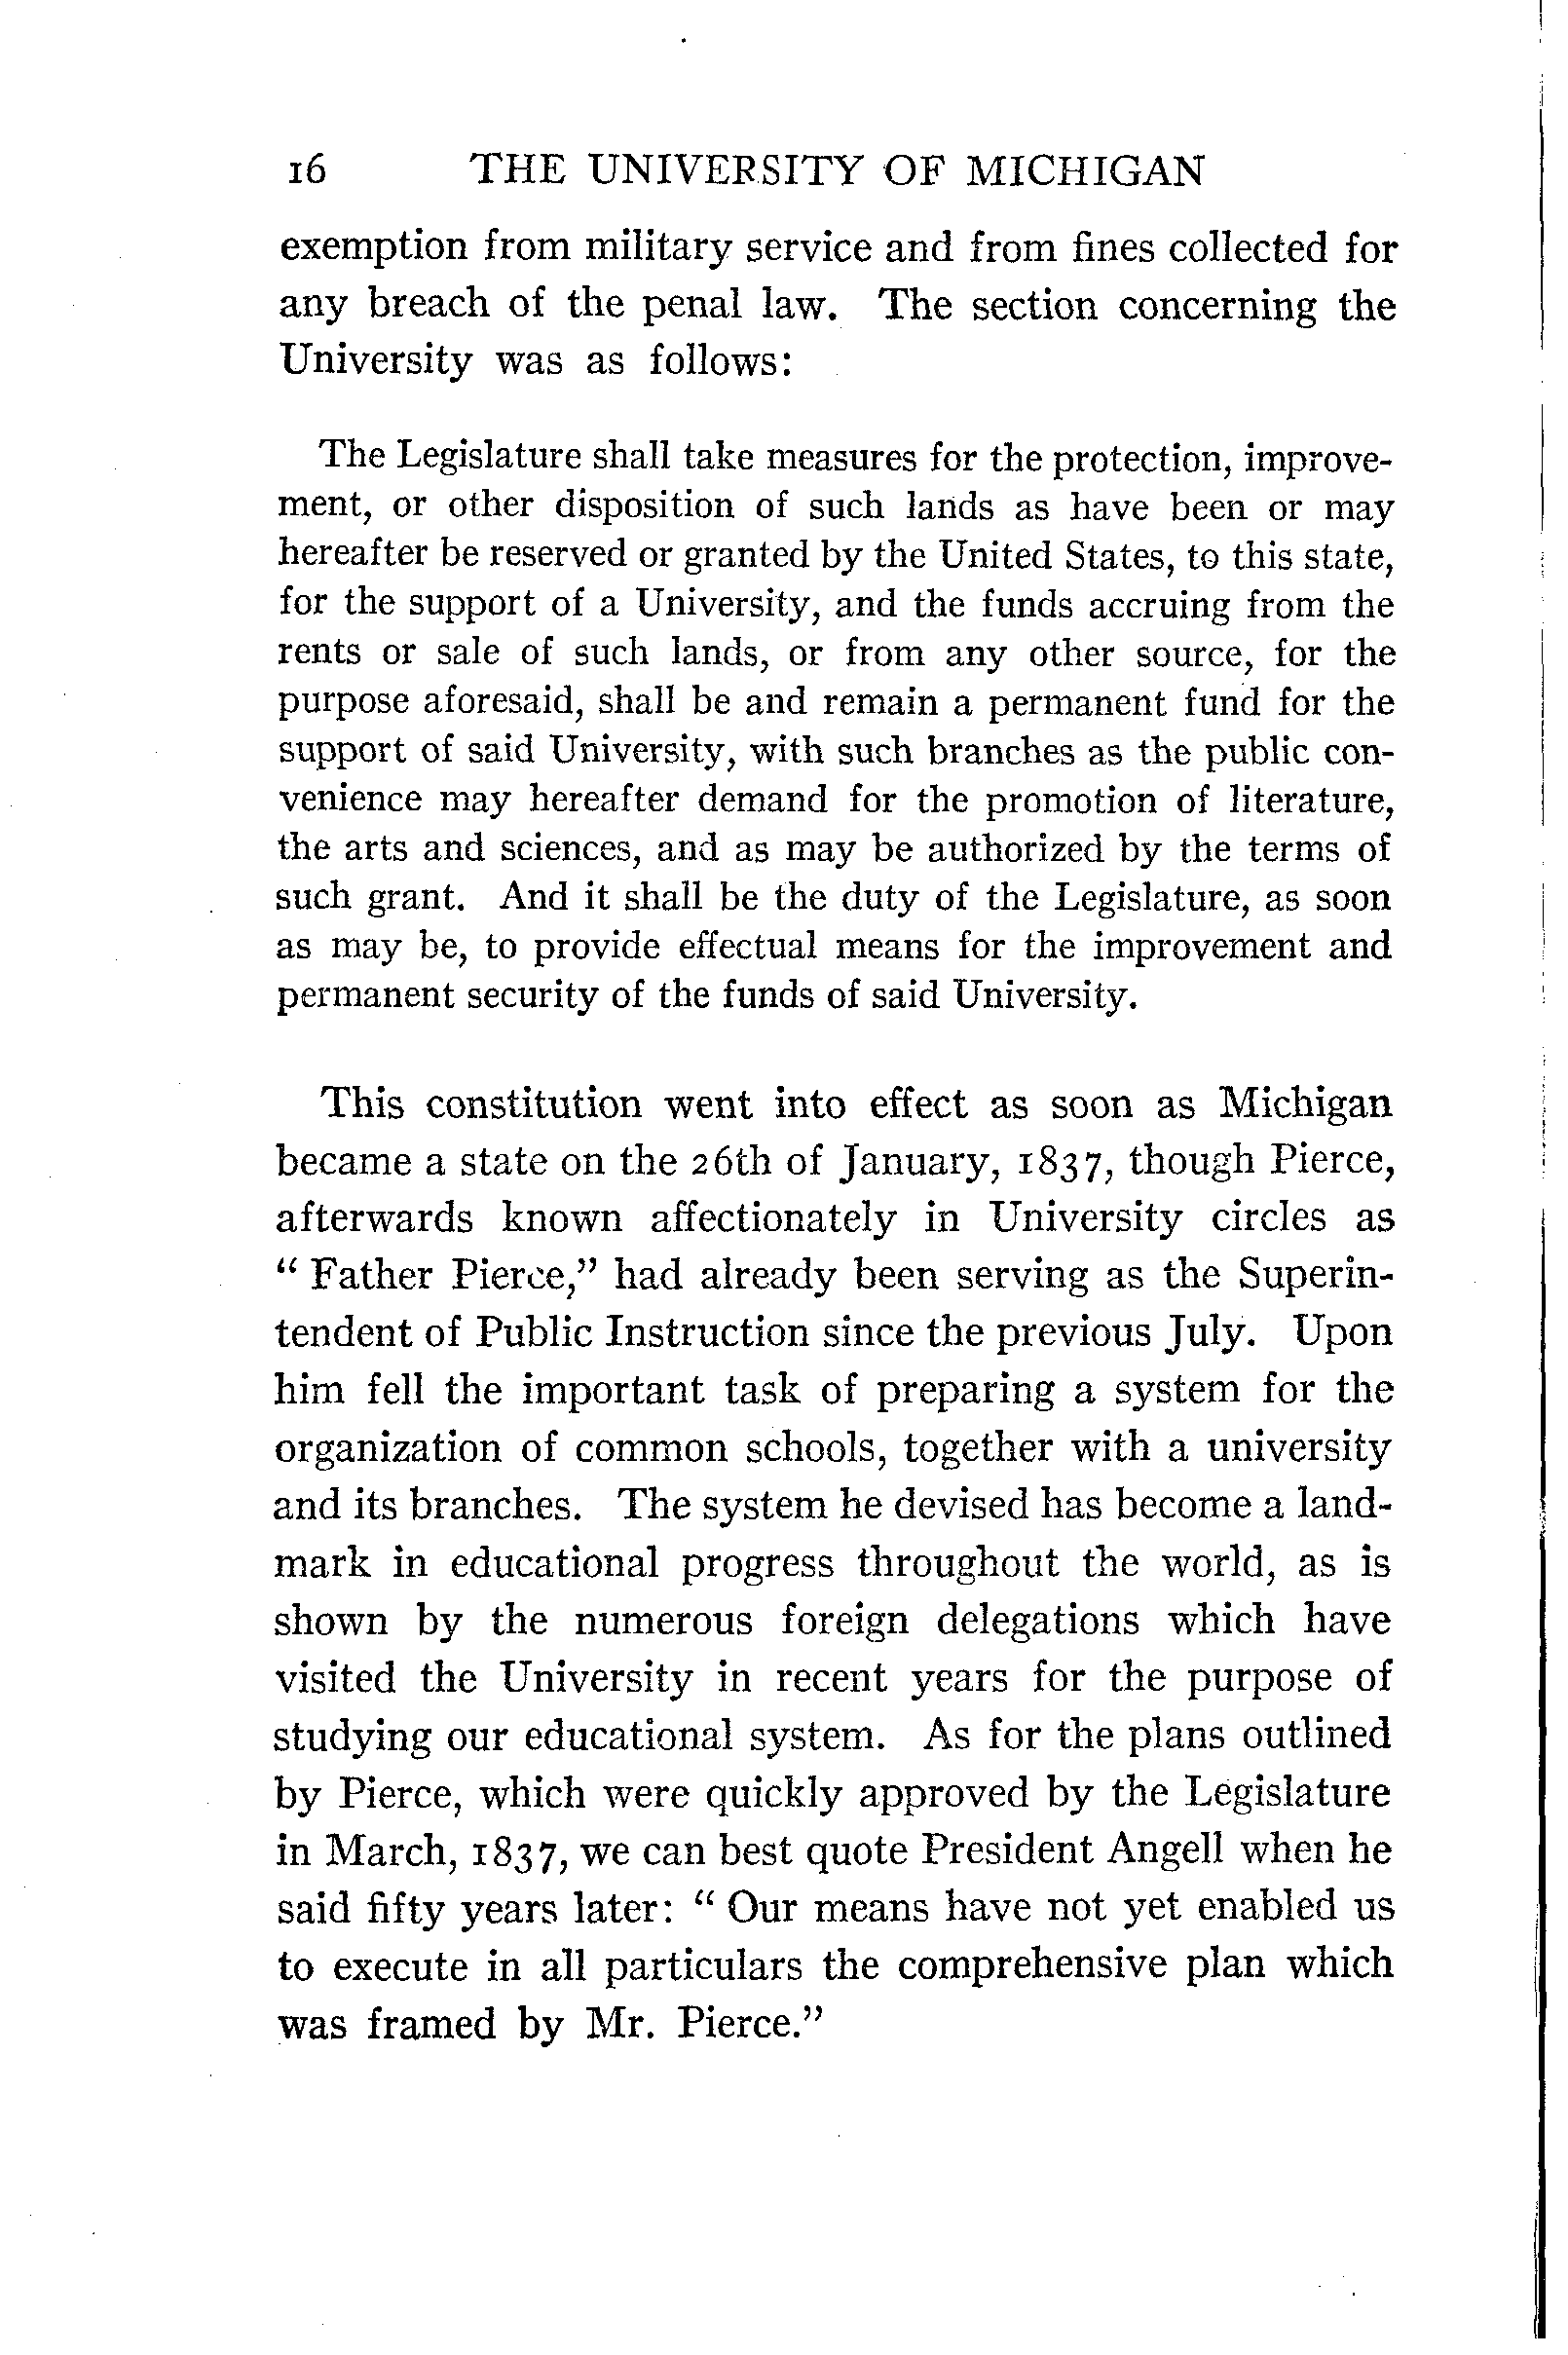 16 THE UNIVERSITY OF MICHIGAN
exemption from military service and from fines collected for
any breach of the penal law. The section concerning the
University was as follows:
The Legislature shall take measures for the protection, improve-
ment, or other disposition of such lands as have been or may
hereafter be reserved or granted by the United States, to this state,
for the support of a University, and the funds accruing from the
rents or sale of such lands, or from any other source, for the
purpose aforesaid, shall be and remain a permanent fund for the
support of said University, with such branches as the public con-
venience may hereafter demand for the promotion of literature,
the arts and sciences, and as may be authorized by the terms of
such grant. And it shall be the duty of the Legislature, as soon
as may be, to provide effectual means for the improvement and
permanent security of the funds of said University.
This constitution went into effect as soon as Michigan
became a state on the 26th of January, 1837, though Pierce,
afterwards known affectionately in University circles as
" Father Pierce," had already been serving as the Superin-
tendent of Public Instruction since the previous July. Upon
him fell the important task of preparing a system for the
organization of common schools, together with a university
and its branches. The system he devised has become a land-
mark in educational progress throughout the world, as is
shown by the numerous foreign delegations which have
visited the University in recent years for the purpose of
studying our educational system. As for the plans outlined
by Pierce, which were quickly approved by the Legislature
in March, 1837, we can best quote President Angell when he
said fifty years later: " Our means have not yet enabled us
to execute in all particulars the comprehensive plan which
was framed by Mr. Pierce."